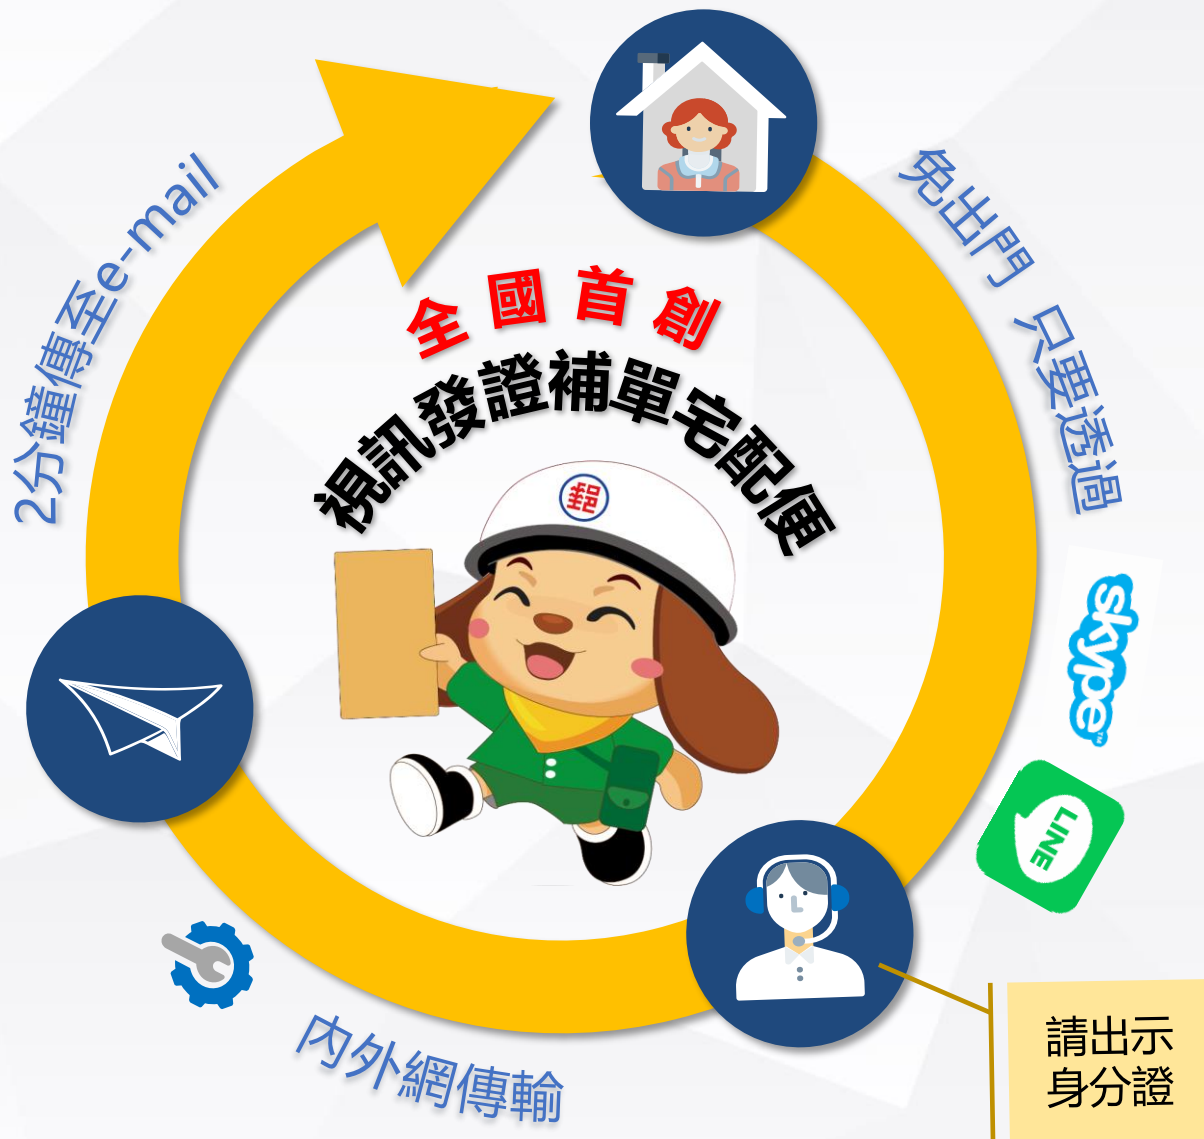 全國首創
視訊發證補單宅配便
郵
免出門 只要透過
skype™
LINE
請出示
身分證
內外網傳輸
2分鐘傳至e-mail